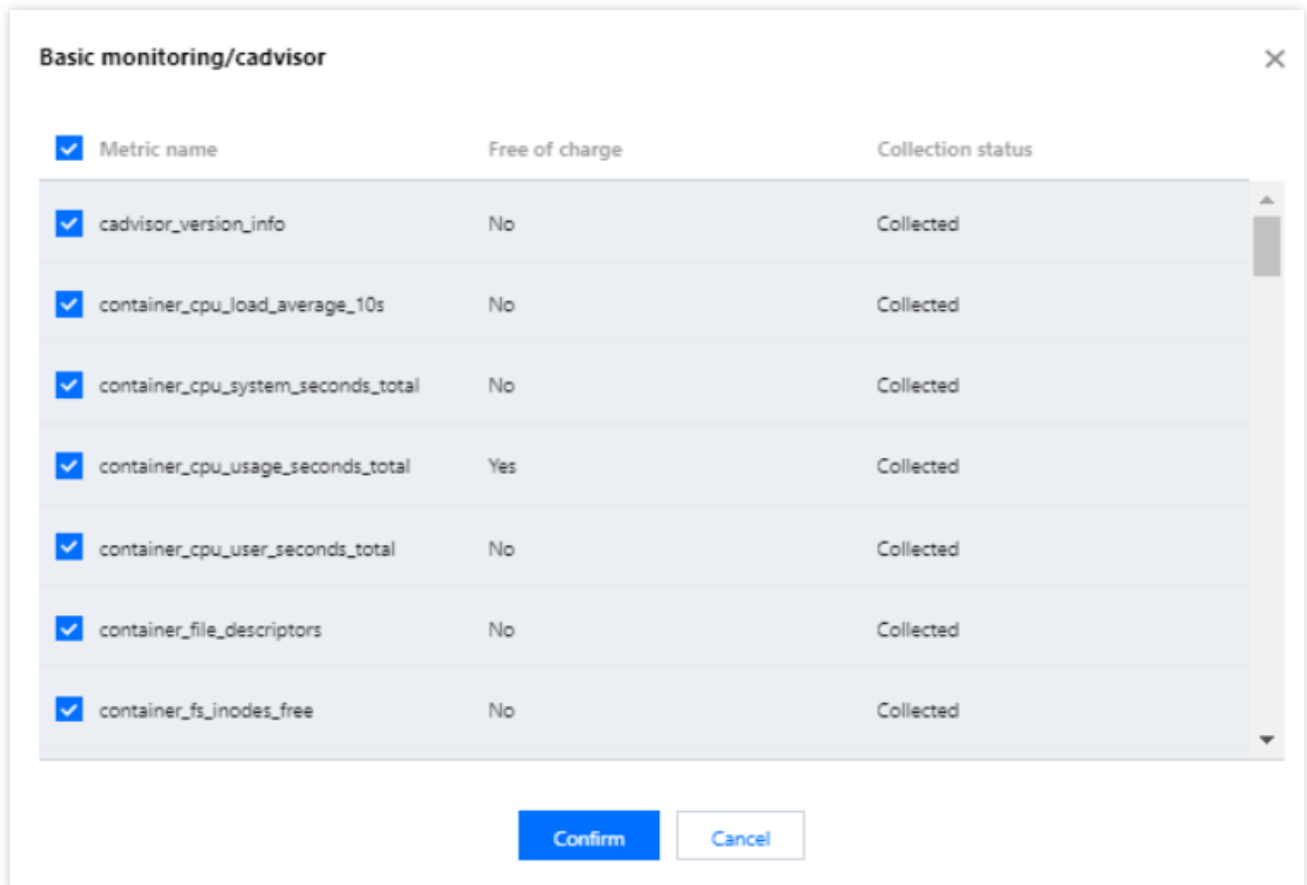 Basic monitoring/cadvisor
Metric name Free of charge Collection status
cadvisor_version_info No Collected
container_cpu_load_average_10s No Collected
container_cpu_system_seconds_total No Collected
container_cpu_usage_seconds_total Yes Collected
container_cpu_user_seconds_total No Collected
container_file_descriptors No Collected
container_fs_inodes_free No Collected
Confirm Cancel